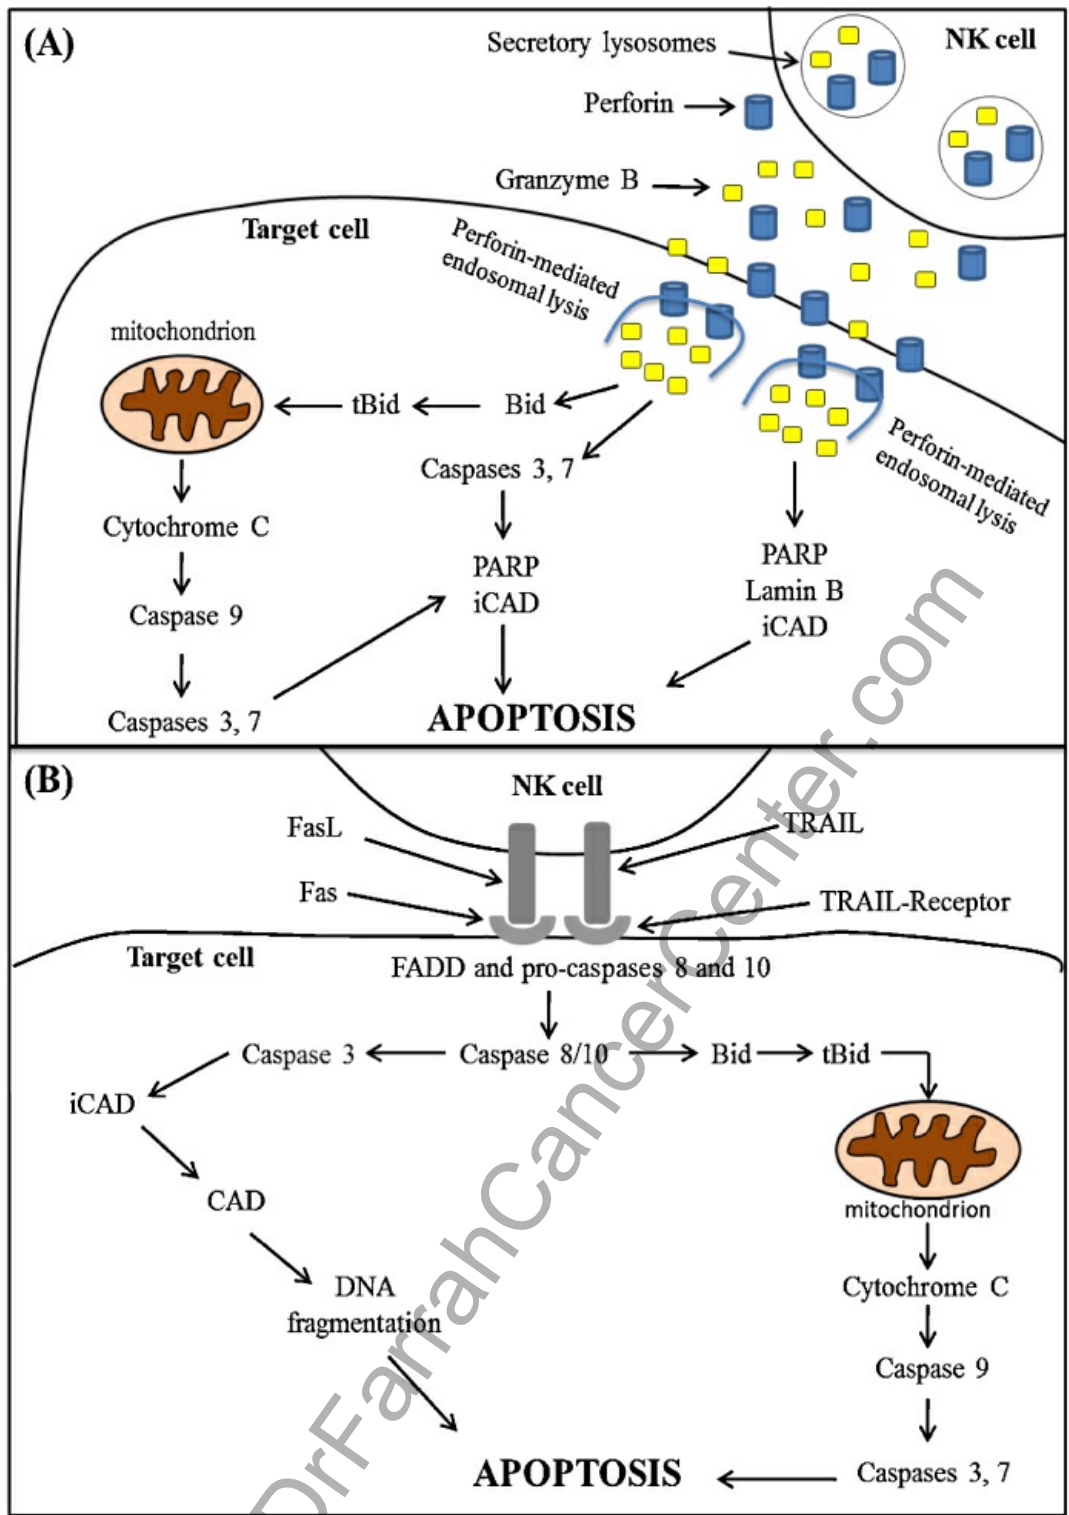 (A)
Secretory lysosomes
NK cell
Perforin
Granzyme B
Target cell
Perforin-mediated
endosomal lysis
mitochondrion
tBid
Bid
Caspases 3, 7
Perforin-mediated
endosomal lysis
Cytochrome C
PARP
iCAD
PARP
Lamin B
iCAD
Caspase 9
Caspases 3, 7
APOPTOSIS
(B)
NK cell
FasL
TRAIL
Fas
TRAIL-Receptor
Target cell
FADD and pro-caspases 8 and 10
Caspase 3
Caspase 8/10
Bid
tBid
iCAD
CAD
mitochondrion
DNA
fragmentation
Cytochrome C
Caspase 9
APOPTOSIS
Caspases 3, 7
DrFarrahCancerCenter.com